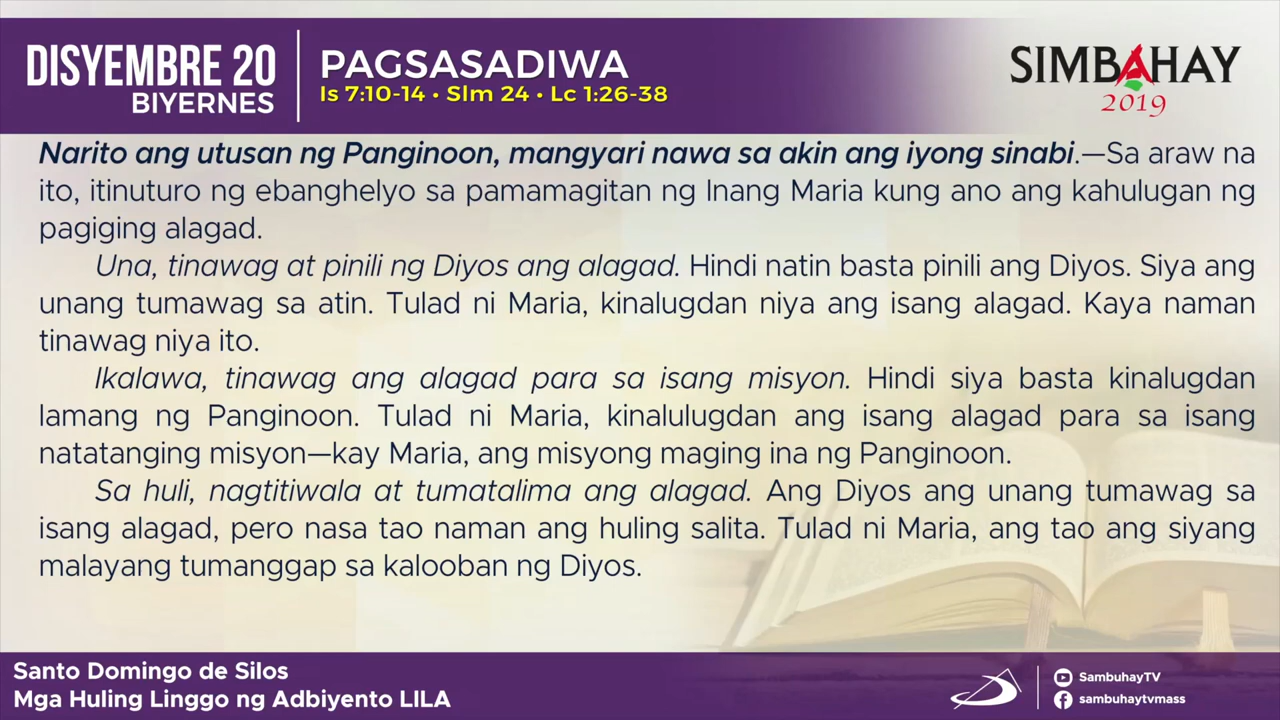 DISYEMBRE 20
BIYERNES
PAGSASADIWA
Is 7:10-14 • Slm 24 • Lc 1:26-38
SIMBAHAY
2019
Narito ang utusan ng Panginoon, mangyari nawa sa akin ang iyong sinabi.—Sa araw na
ito, itinuturo ng ebanghelyo sa pamamagitan ng Inang Maria kung ano ang kahulugan ng
pagiging alagad.
Una, tinawag at pinili ng Diyos ang alagad. Hindi natin basta pinili ang Diyos. Siya ang
unang tumawag sa atin. Tulad ni Maria, kinalugdan niya ang isang alagad. Kaya naman
tinawag niya ito.
Ikalawa, tinawag ang alagad para sa isang misyon. Hindi siya basta kinalugdan
lamang ng Panginoon. Tulad ni Maria, kinalulugdan ang isang alagad para sa isang
natatanging misyon—kay Maria, ang misyong maging ina ng Panginoon.
Sa huli, nagtitiwala at tumatalima ang alagad. Ang Diyos ang unang tumawag sa
isang alagad, pero nasa tao naman ang huling salita. Tulad ni Maria, ang tao ang siyang
malayang tumanggap sa kalooban ng Diyos.
Santo Domingo de Silos
Mga Huling Linggo ng Adbiyento LILA
SambuhayTV
sambuhaytvmass